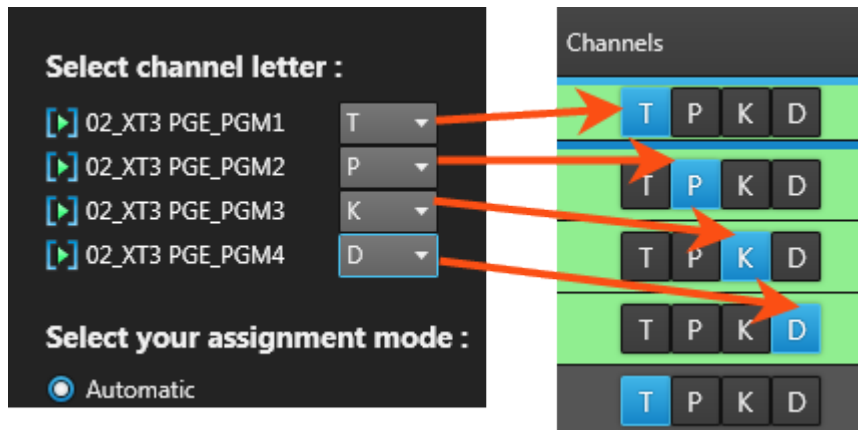 Select channel letter :
02_XT3 PGE_PGM1 T
02_XT3 PGE_PGM2 P
02_XT3 PGE_PGM3 K
02_XT3 PGE_PGM4 D
Select your assignment mode :
Automatic
Channels
T P K D
T P K D
T P K D
T P K D
T P K D